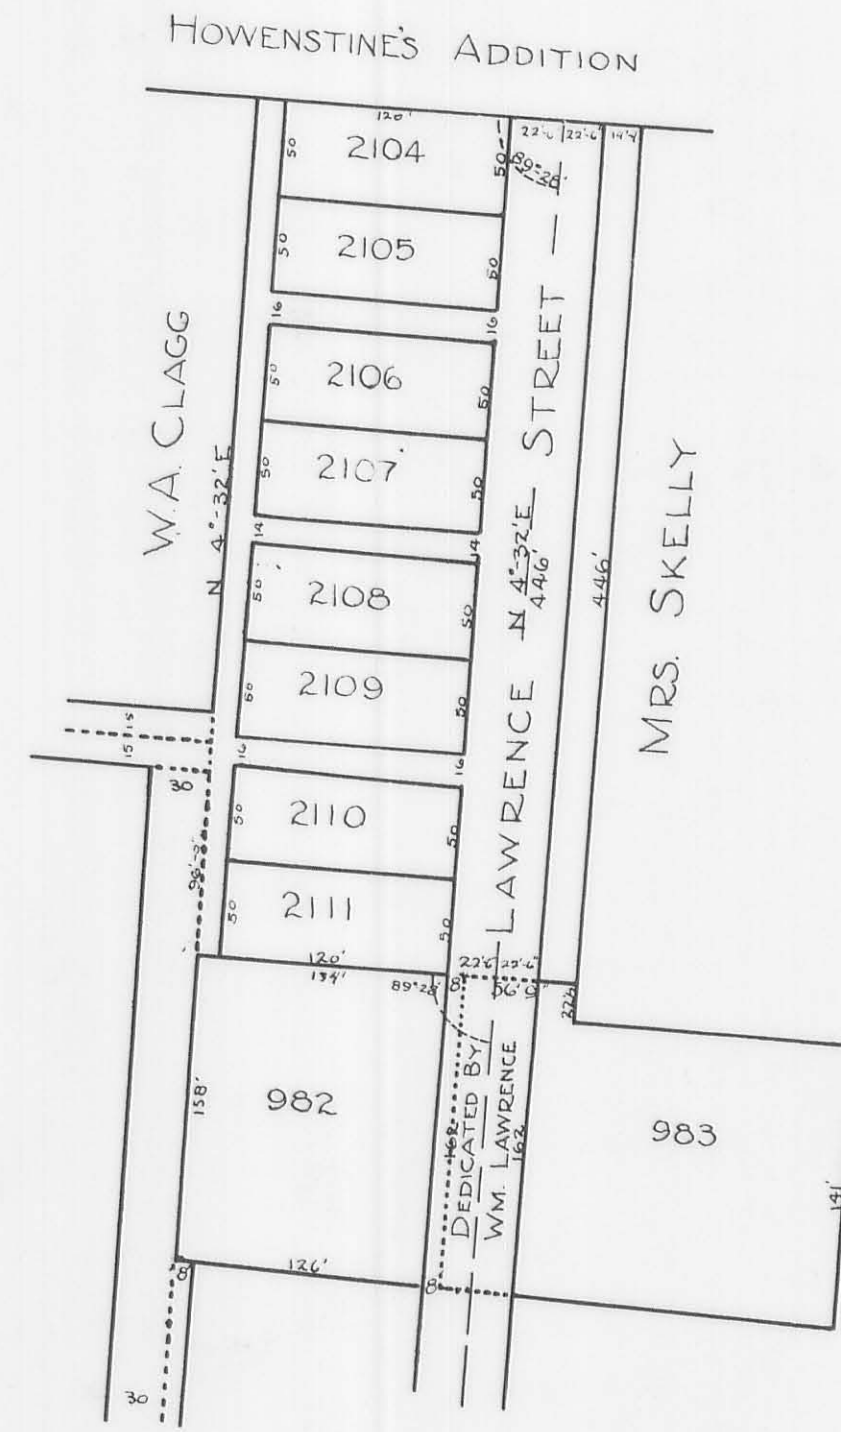 HOWENSTINE'S ADDITION
120'
22'-6 22'-6" 14'4
50 2104 50
89°-28'
50 2105 50
16 16
50 2106 50
50 2107 50
14 14
50 2108 50
50 2109 50
16 16
50 2110 50
50 2111 50
W.A. CLAGG
N 4°-32'E
LAWRENCE N 4°-32'E STREET
446'
446'
MRS. SKELLY
15 15
30
120'
134'
22'6 22'-6"
89°28'
8
22'6
158'
982
162
DEDICATED BY
WM. LAWRENCE
162
983
141'
8
126'
8
30